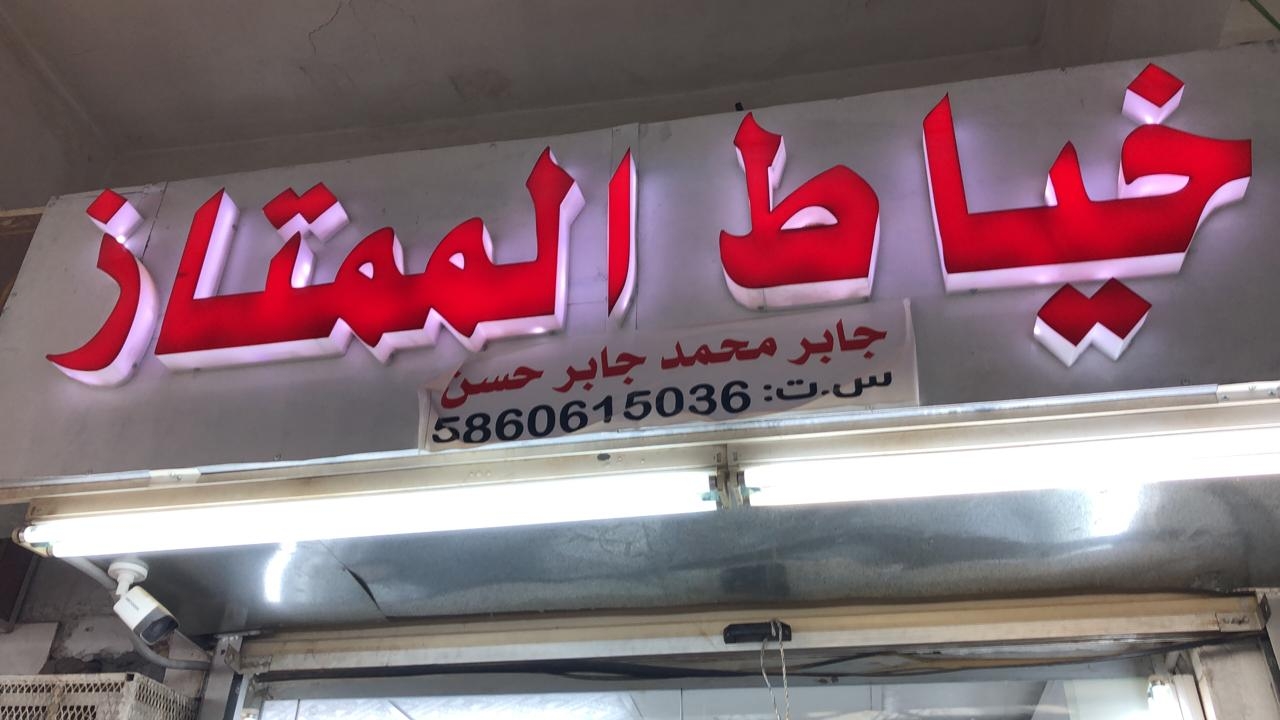 خياط الممتاز
جابر محمد جابر حسن
س.ت: 5860615036